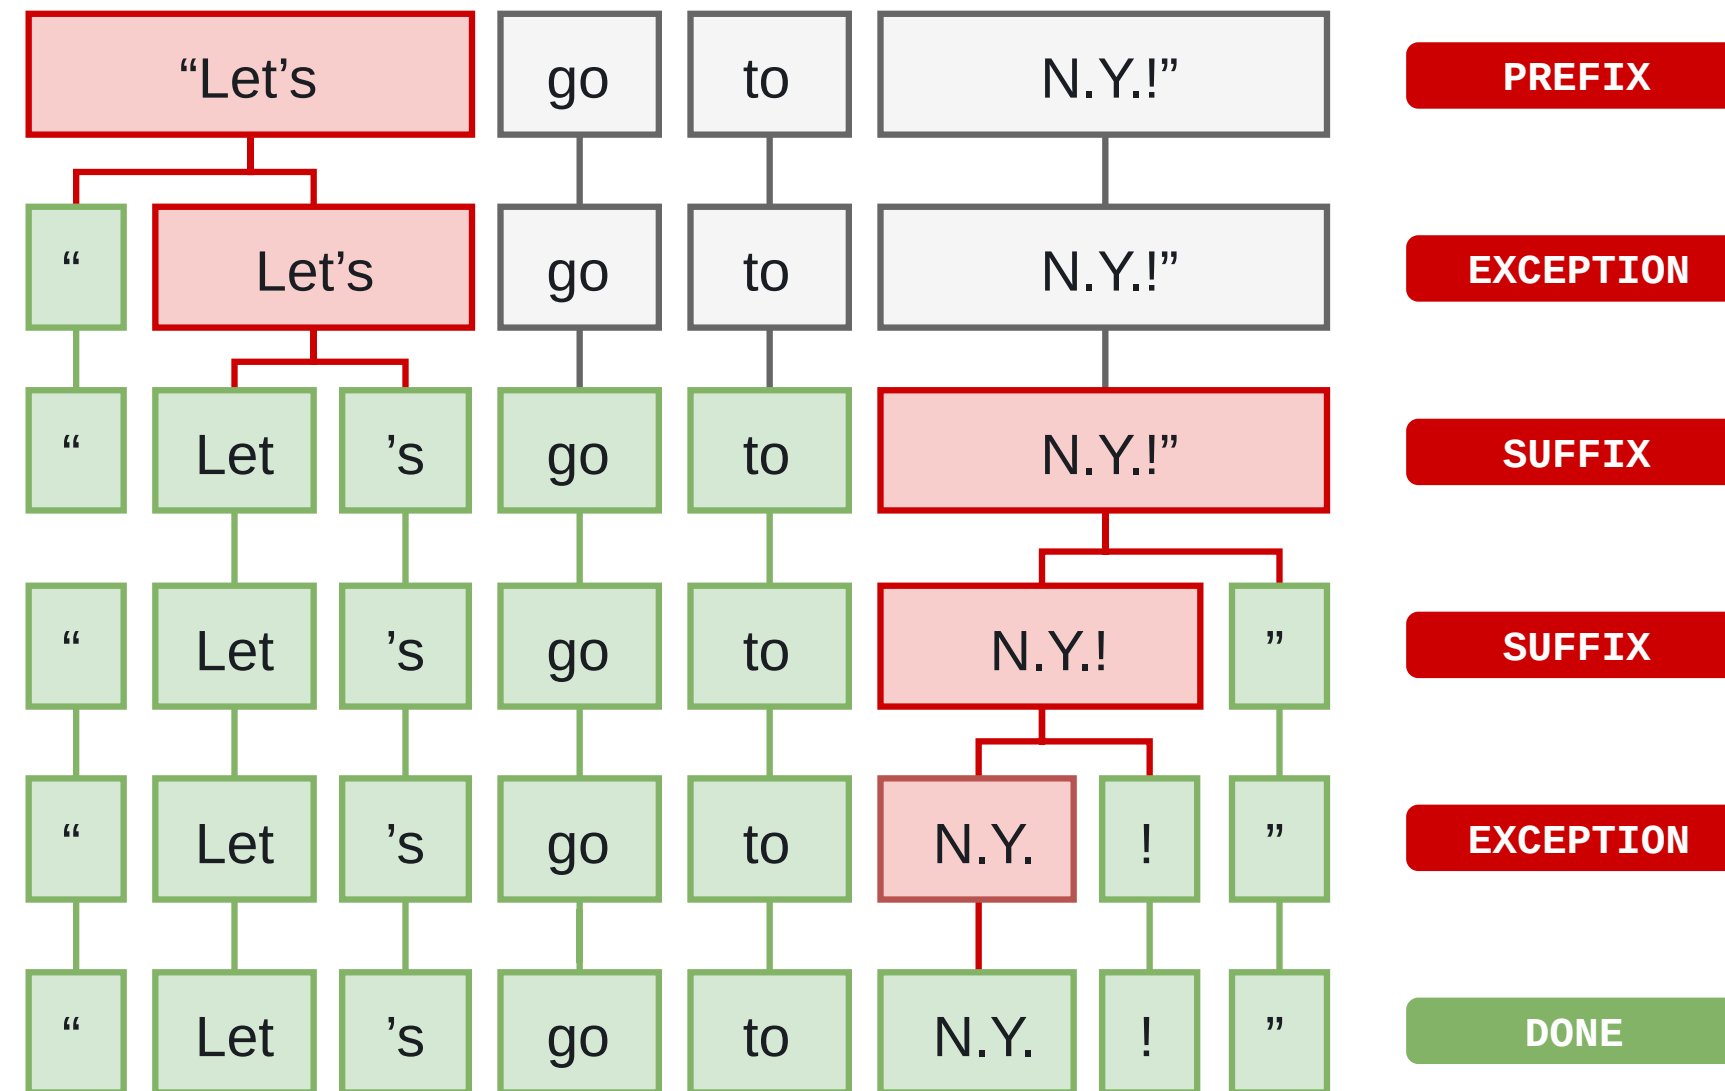 “Let’s go to N.Y.!” PREFIX
“ Let’s go to N.Y.!” EXCEPTION
“ Let ’s go to N.Y.!” SUFFIX
“ Let ’s go to N.Y.! ” SUFFIX
“ Let ’s go to N.Y. ! ” EXCEPTION
“ Let ’s go to N.Y. ! ” DONE